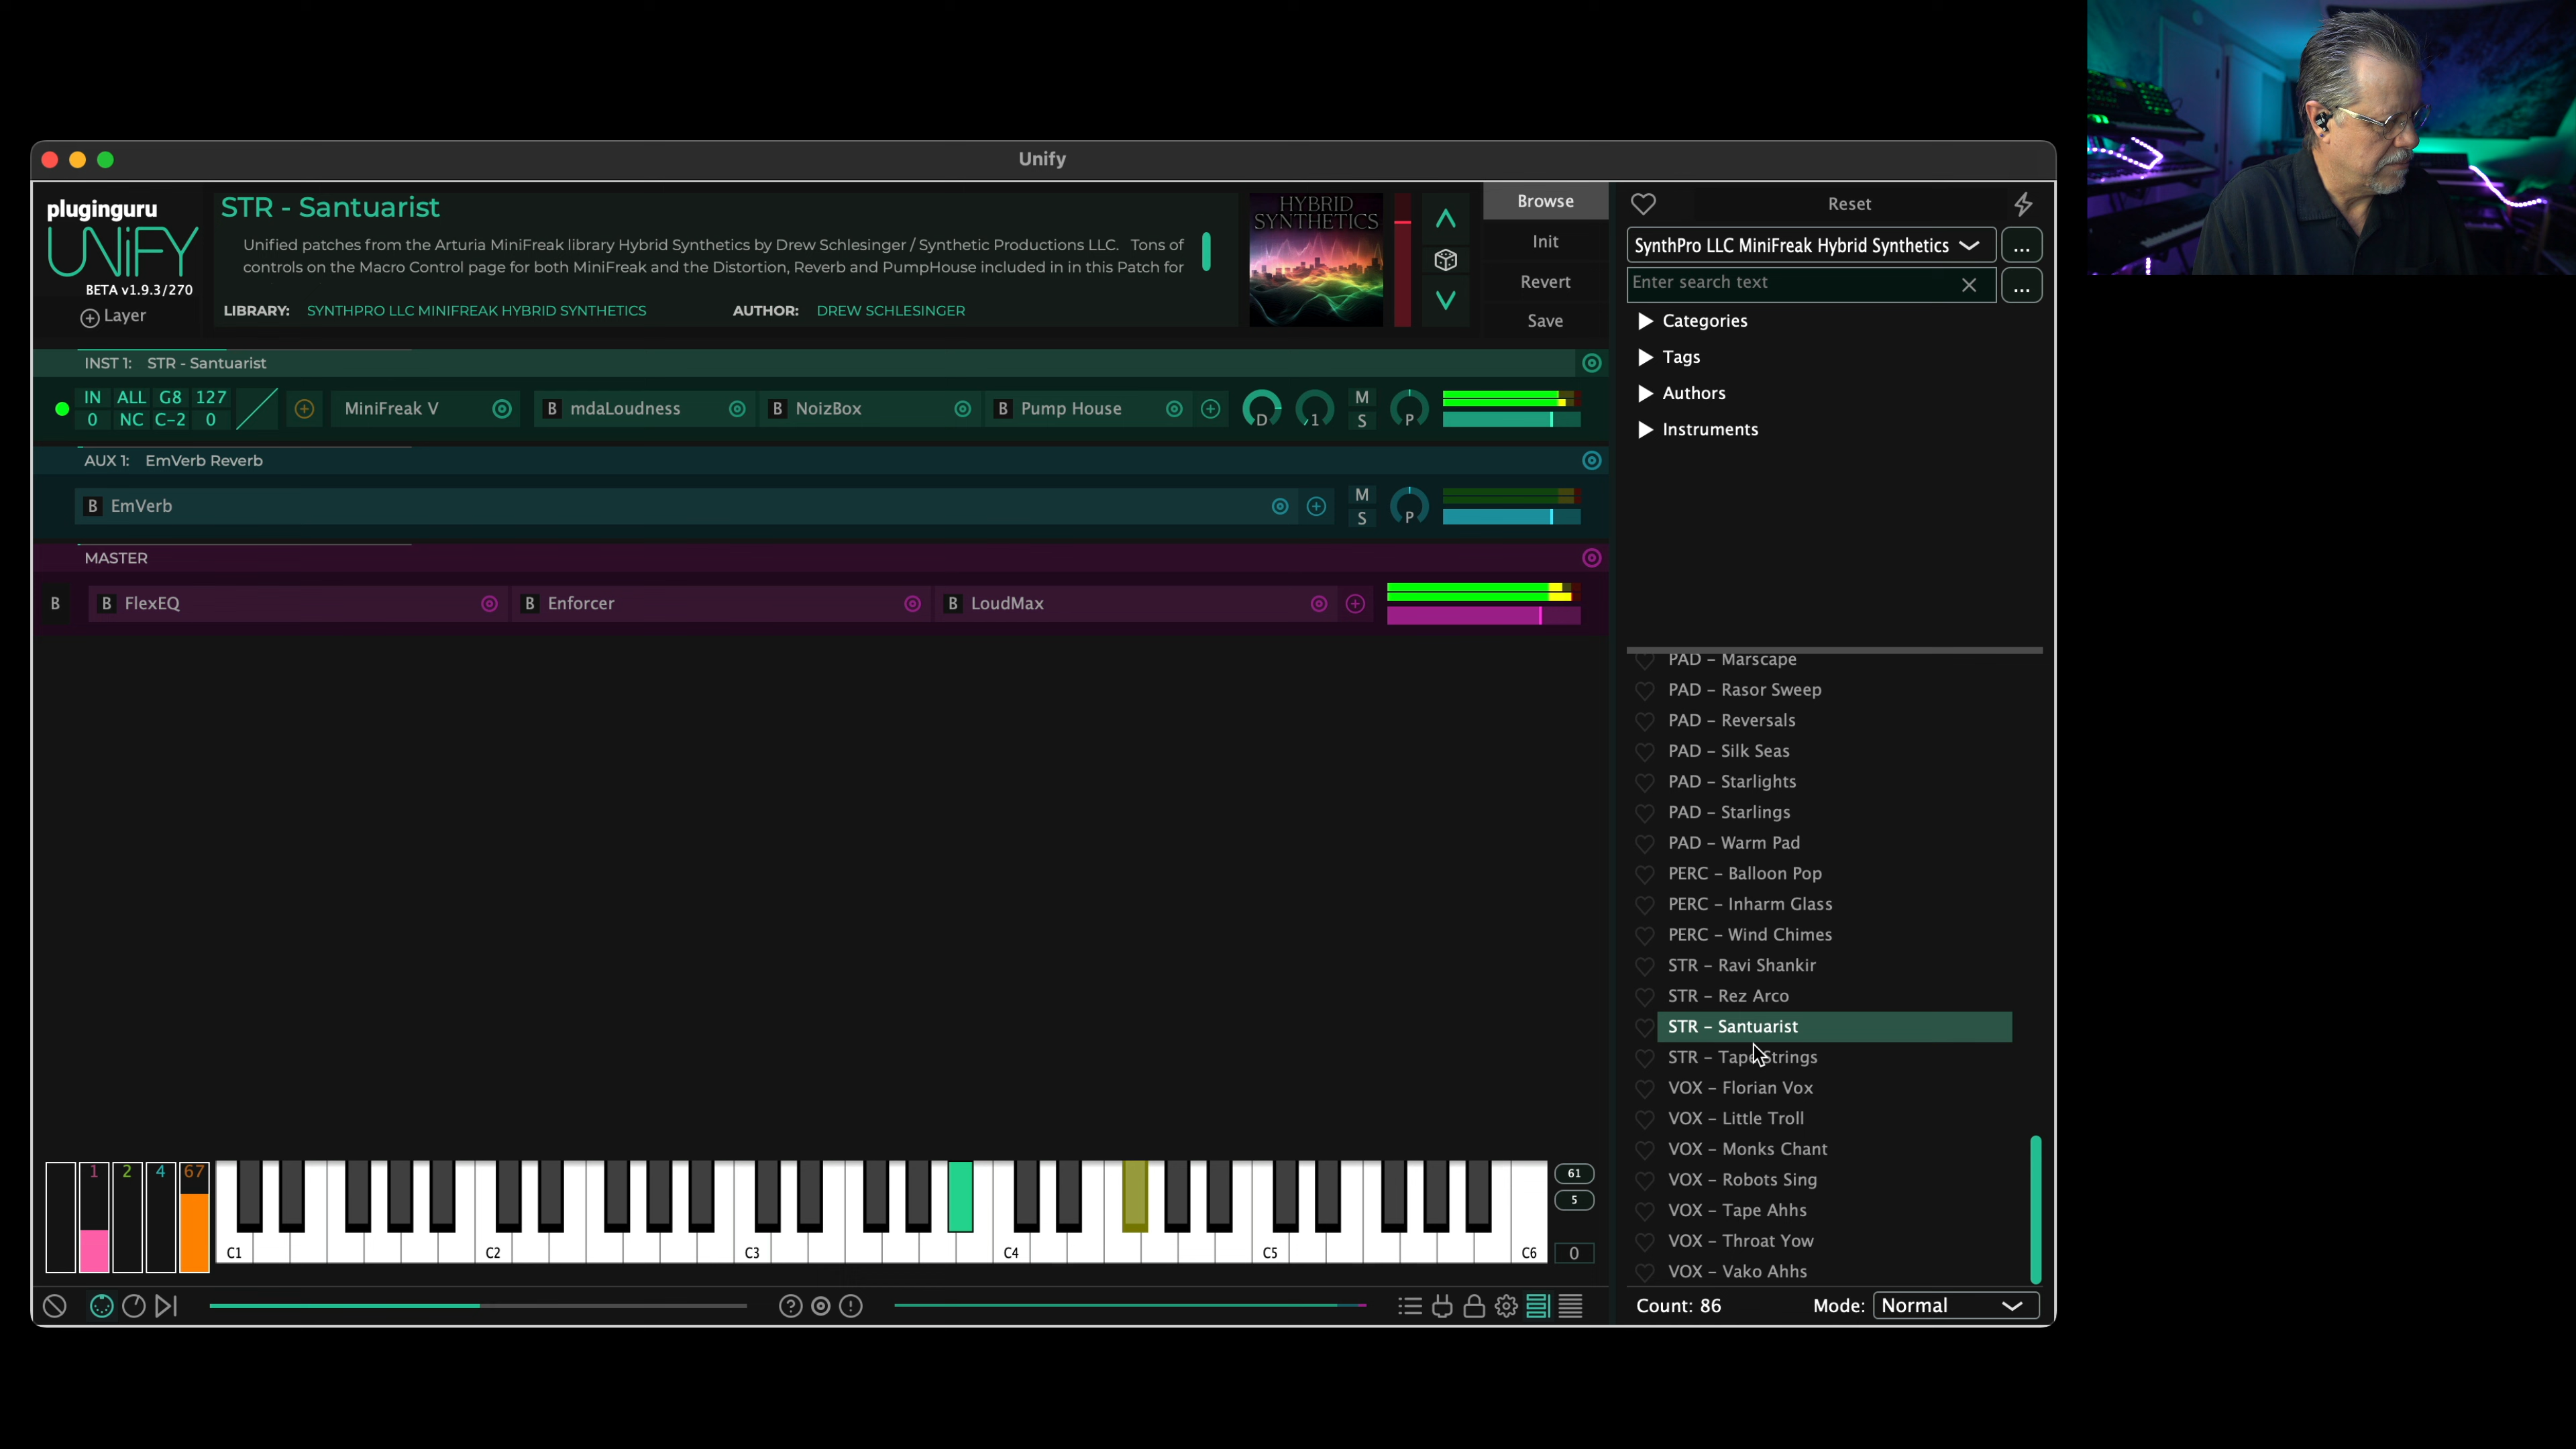 Unify
pluginguru
UNIFY
BETA v1.9.3/270
Layer
STR - Santuarist
Unified patches from the Arturia MiniFreak library Hybrid Synthetics by Drew Schlesinger / Synthetic Productions LLC. Tons of
controls on the Macro Control page for both MiniFreak and the Distortion, Reverb and PumpHouse included in in this Patch for
LIBRARY: SYNTHPRO LLC MINIFREAK HYBRID SYNTHETICS AUTHOR: DREW SCHLESINGER
HYBRID
SYNTHETICS
Browse
Init
Revert
Save
INST 1: STR - Santuarist
IN ALL G8 127
0 NC C-2 0
MiniFreak V B mdaLoudness B NoizBox B Pump House D 1 M S P
AUX 1: EmVerb Reverb
B EmVerb M S P
MASTER
B B FlexEQ B Enforcer B LoudMax
1 2 4 67
C1 C2 C3 C4 C5 C6
61
5
0
Reset
SynthPro LLC MiniFreak Hybrid Synthetics ...
Enter search text ...
Categories
Tags
Authors
Instruments
PAD - Marscape
PAD - Rasor Sweep
PAD - Reversals
PAD - Silk Seas
PAD - Starlights
PAD - Starlings
PAD - Warm Pad
PERC - Balloon Pop
PERC - Inharm Glass
PERC - Wind Chimes
STR - Ravi Shankir
STR - Rez Arco
STR - Santuarist
STR - Tape Strings
VOX - Florian Vox
VOX - Little Troll
VOX - Monks Chant
VOX - Robots Sing
VOX - Tape Ahhs
VOX - Throat Yow
VOX - Vako Ahhs
Count: 86 Mode: Normal